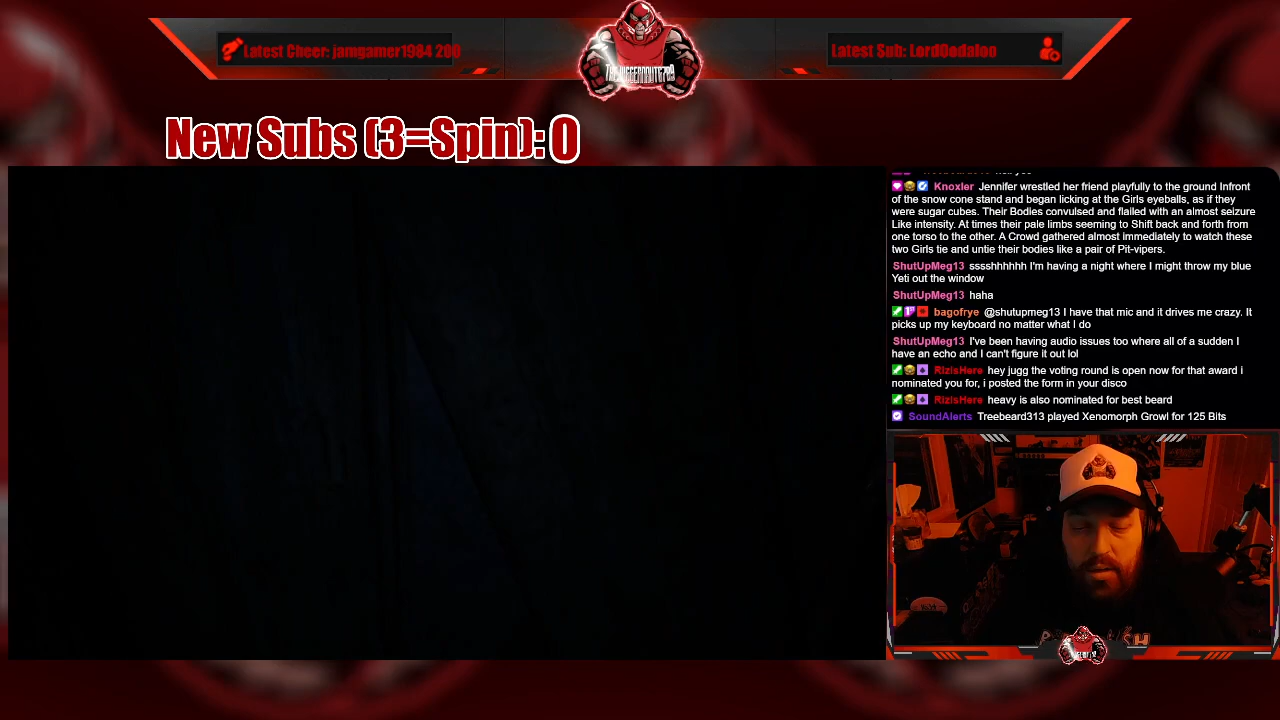 Latest Cheer: jamgamer1984 200
Latest Sub: LordOodaloo
New Subs (3=Spin): 0
Knoxler Jennifer wrestled her friend playfully to the ground Infront
of the snow cone stand and began licking at the Girls eyeballs, as if they
were sugar cubes. Their Bodies convulsed and flailed with an almost seizure
Like intensity. At times their pale limbs seeming to Shift back and forth from
one torso to the other. A Crowd gathered almost immediately to watch these
two Girls tie and untie their bodies like a pair of Pit-vipers.
ShutUpMeg13 sssshhhhhh I'm having a night where I might throw my blue
Yeti out the window
ShutUpMeg13 haha
bagofrye @shutupmeg13 I have that mic and it drives me crazy. It
picks up my keyboard no matter what I do
ShutUpMeg13 I've been having audio issues too where all of a sudden I
have an echo and I can't figure it out lol
RizIsHere hey jugg the voting round is open now for that award i
nominated you for, i posted the form in your disco
RizIsHere heavy is also nominated for best beard
SoundAlerts Treebeard313 played Xenomorph Growl for 125 Bits